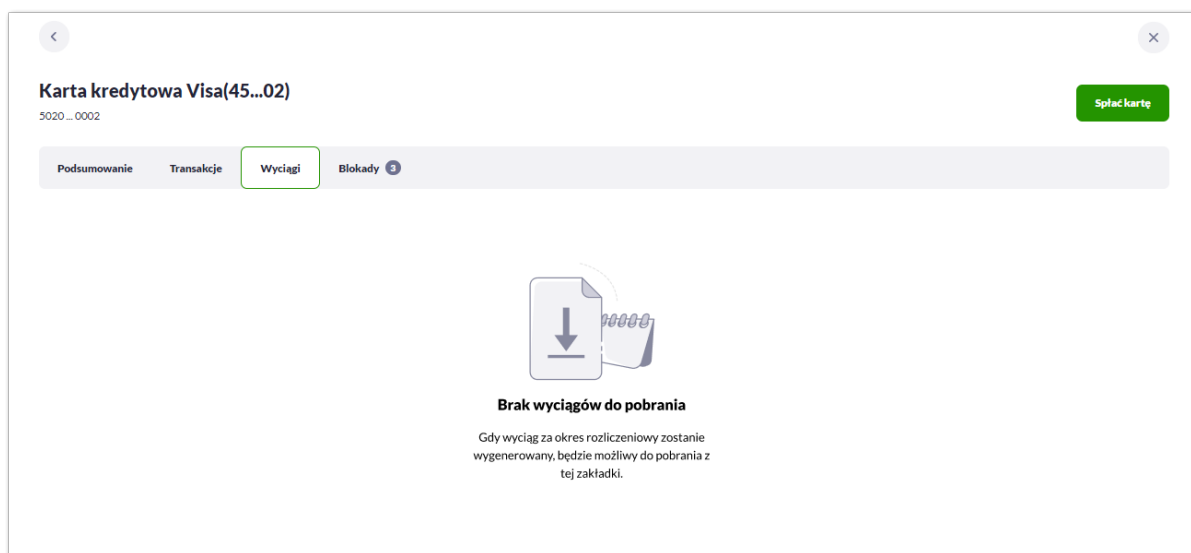 Karta kredytowa Visa(45...02)
5020 ... 0002
Spłać kartę
Podsumowanie Transakcje Wyciągi Blokady 3
Brak wyciągów do pobrania
Gdy wyciąg za okres rozliczeniowy zostanie
wygenerowany, będzie możliwy do pobrania z
tej zakładki.